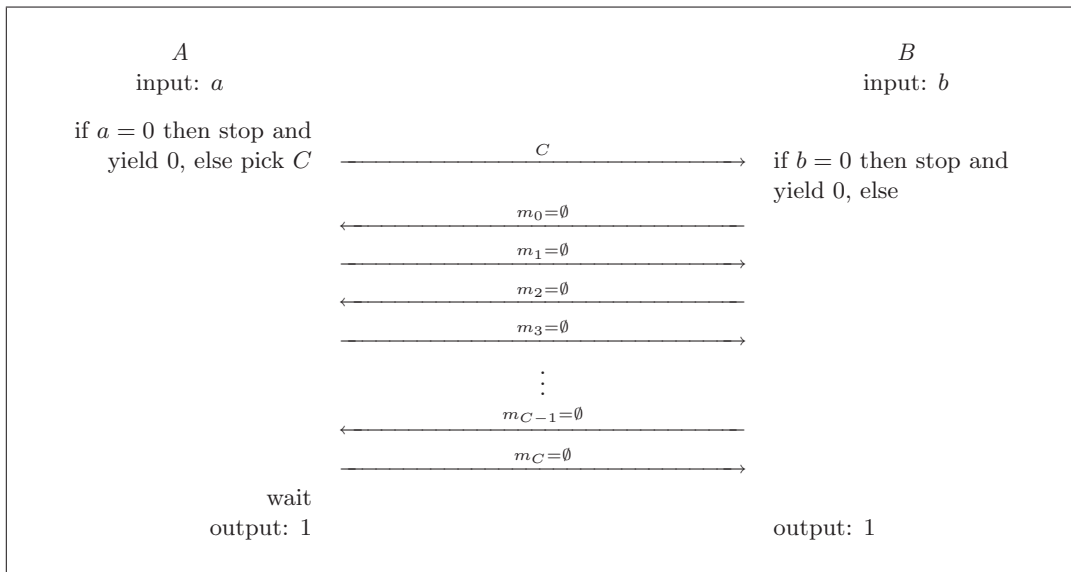 A
B
input: a
input: b
if a = 0 then stop and
yield 0, else pick C
C
if b = 0 then stop and
yield 0, else
m_0=∅
m_1=∅
m_2=∅
m_3=∅
⋮
m_{C−1}=∅
m_C=∅
wait
output: 1
output: 1